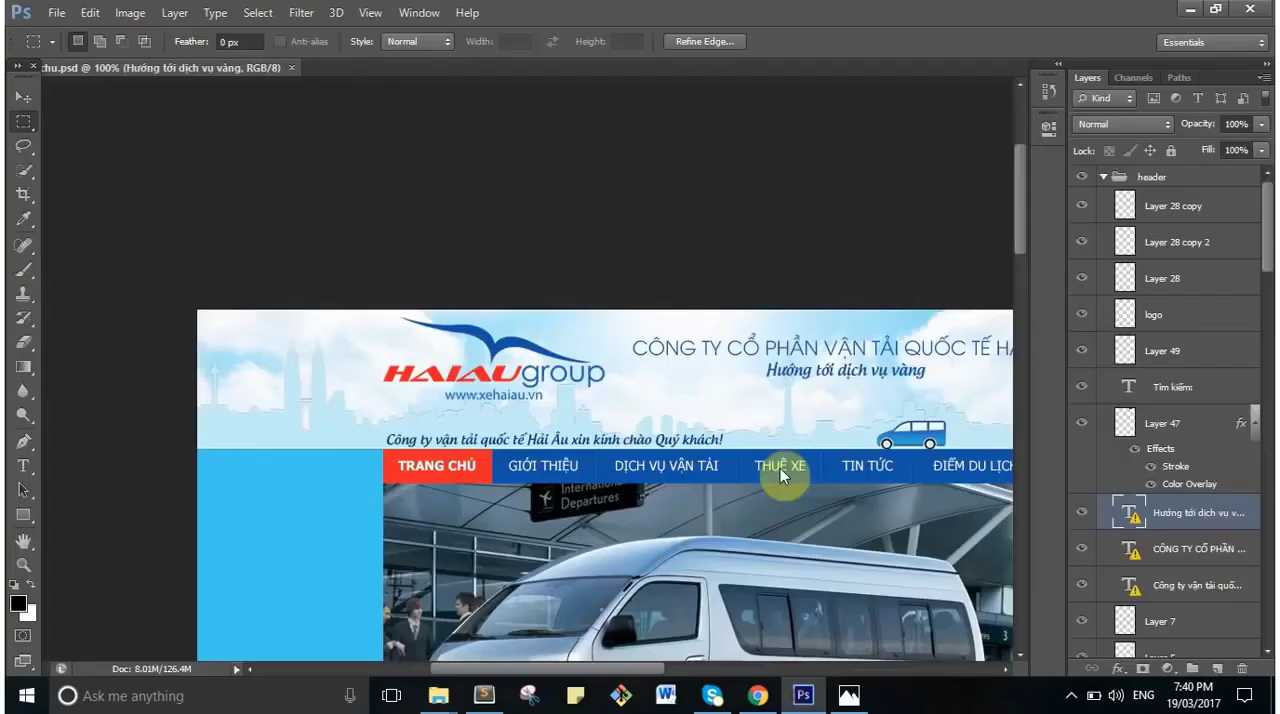 Ps File Edit Image Layer Type Select Filter 3D View Window Help
Feather: 0 px Anti-alias Style: Normal Width: Height: Refine Edge... Essentials
chu.psd @ 100% (Hướng tới dịch vụ vàng, RGB/8) ×
Layers Channels Paths
Kind
Normal Opacity: 100%
Lock: Fill: 100%
header
Layer 28 copy
Layer 28 copy 2
Layer 28
logo
Layer 49
Tìm kiếm:
Layer 47 fx
Effects
Stroke
Color Overlay
Hướng tới dịch vụ v...
CÔNG TY CỔ PHẦN ...
Công ty vận tải quố...
Layer 7
CÔNG TY CỔ PHẦN VẬN TẢI QUỐC TẾ HẢ
Hướng tới dịch vụ vàng
HAIAUgroup
www.xehaiau.vn
Công ty vận tải quốc tế Hải Âu xin kính chào Quý khách!
TRANG CHỦ GIỚI THIỆU DỊCH VỤ VẬN TẢI THUÊ XE TIN TỨC ĐIỂM DU LỊCH
International
Departures
Doc: 8.01M/126.4M
Ask me anything
ENG
7:40 PM
19/03/2017